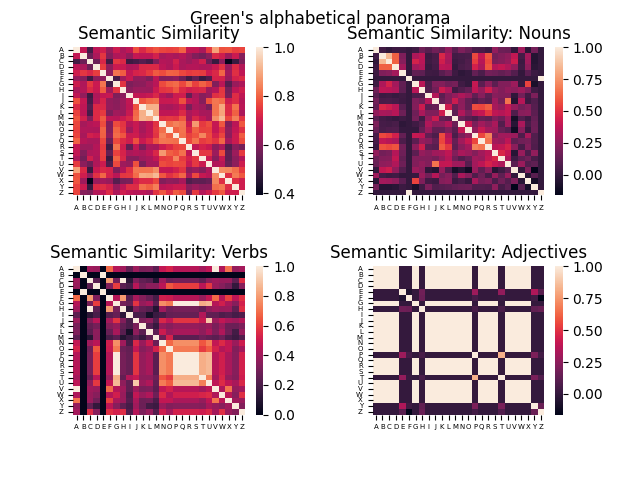 Green's alphabetical panorama
Semantic Similarity
A
B
C
D
E
F
G
H
I
J
K
L
M
N
O
P
Q
R
S
T
U
V
W
X
Y
Z
A B C D E F G H I J K L M N O P Q R S T U V W X Y Z
1.0
0.8
0.6
0.4
Semantic Similarity: Nouns
A
B
C
D
E
F
G
H
I
J
K
L
M
N
O
P
Q
R
S
T
U
V
W
X
Y
Z
A B C D E F G H I J K L M N O P Q R S T U V W X Y Z
1.00
0.75
0.50
0.25
0.00
Semantic Similarity: Verbs
A
B
C
D
E
F
G
H
I
J
K
L
M
N
O
P
Q
R
S
T
U
V
W
X
Y
Z
A B C D E F G H I J K L M N O P Q R S T U V W X Y Z
1.0
0.8
0.6
0.4
0.2
0.0
Semantic Similarity: Adjectives
A
B
C
D
E
F
G
H
I
J
K
L
M
N
O
P
Q
R
S
T
U
V
W
X
Y
Z
A B C D E F G H I J K L M N O P Q R S T U V W X Y Z
1.00
0.75
0.50
0.25
0.00